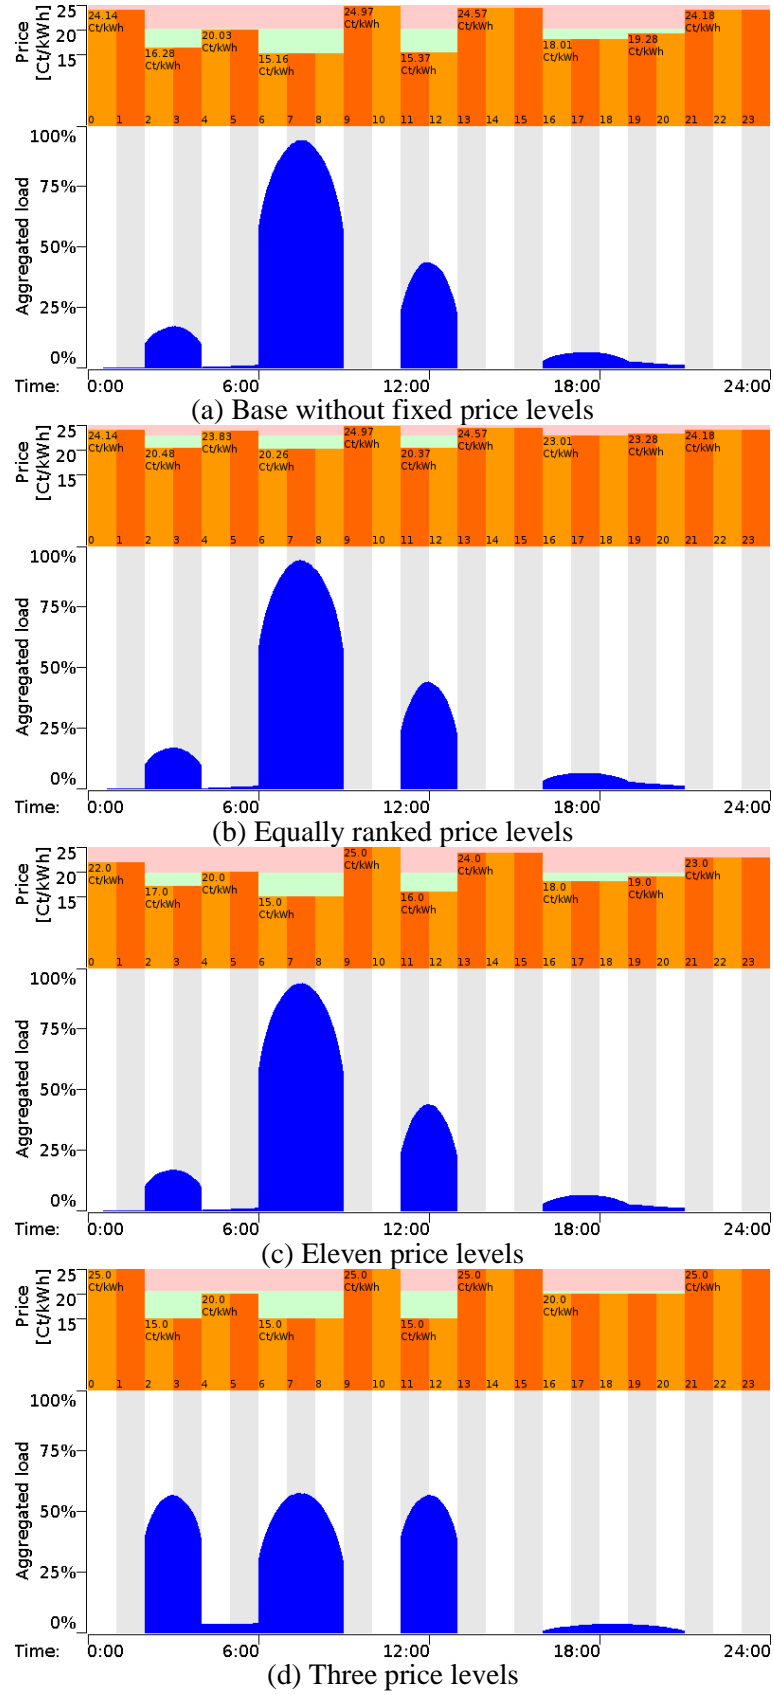 Price
[Ct/kWh]
25
20
15
24.14
Ct/kWh
16.28
Ct/kWh
20.03
Ct/kWh
15.16
Ct/kWh
24.97
Ct/kWh
15.37
Ct/kWh
24.57
Ct/kWh
18.01
Ct/kWh
19.28
Ct/kWh
24.18
Ct/kWh
0 1 2 3 4 5 6 7 8 9 10 11 12 13 14 15 16 17 18 19 20 21 22 23
Aggregated load
100%
75%
50%
25%
0%
Time: 0:00 6:00 12:00 18:00 24:00
(a) Base without fixed price levels
Price
[Ct/kWh]
25
20
15
24.14
Ct/kWh
20.48
Ct/kWh
23.83
Ct/kWh
20.26
Ct/kWh
24.97
Ct/kWh
20.37
Ct/kWh
24.57
Ct/kWh
23.01
Ct/kWh
23.28
Ct/kWh
24.18
Ct/kWh
0 1 2 3 4 5 6 7 8 9 10 11 12 13 14 15 16 17 18 19 20 21 22 23
Aggregated load
100%
75%
50%
25%
0%
Time: 0:00 6:00 12:00 18:00 24:00
(b) Equally ranked price levels
Price
[Ct/kWh]
25
20
15
22.0
Ct/kWh
17.0
Ct/kWh
20.0
Ct/kWh
15.0
Ct/kWh
25.0
Ct/kWh
16.0
Ct/kWh
24.0
Ct/kWh
18.0
Ct/kWh
19.0
Ct/kWh
23.0
Ct/kWh
0 1 2 3 4 5 6 7 8 9 10 11 12 13 14 15 16 17 18 19 20 21 22 23
Aggregated load
100%
75%
50%
25%
0%
Time: 0:00 6:00 12:00 18:00 24:00
(c) Eleven price levels
Price
[Ct/kWh]
25
20
15
25.0
Ct/kWh
15.0
Ct/kWh
20.0
Ct/kWh
15.0
Ct/kWh
25.0
Ct/kWh
15.0
Ct/kWh
25.0
Ct/kWh
20.0
Ct/kWh
25.0
Ct/kWh
0 1 2 3 4 5 6 7 8 9 10 11 12 13 14 15 16 17 18 19 20 21 22 23
Aggregated load
100%
75%
50%
25%
0%
Time: 0:00 6:00 12:00 18:00 24:00
(d) Three price levels